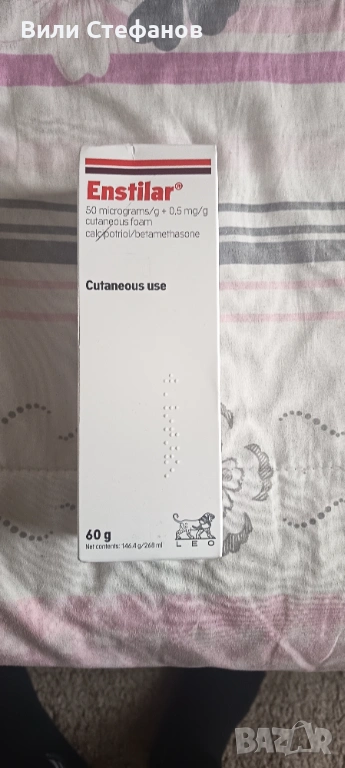 Вили Стефанов
Enstilar®
50 micrograms/g + 0,5 mg/g
cutaneous foam
calcipotriol/betamethasone
Cutaneous use
60 g
Net contents: 146.4 g/268 ml
LEO
BAZAR